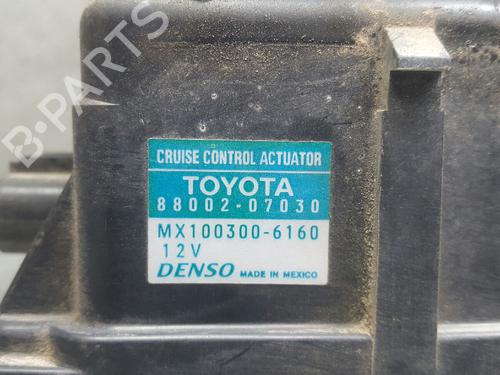 B-PARTS
CRUISE CONTROL ACTUATOR
TOYOTA
88002-07030
MX100300-6160
12V
DENSO MADE IN MEXICO